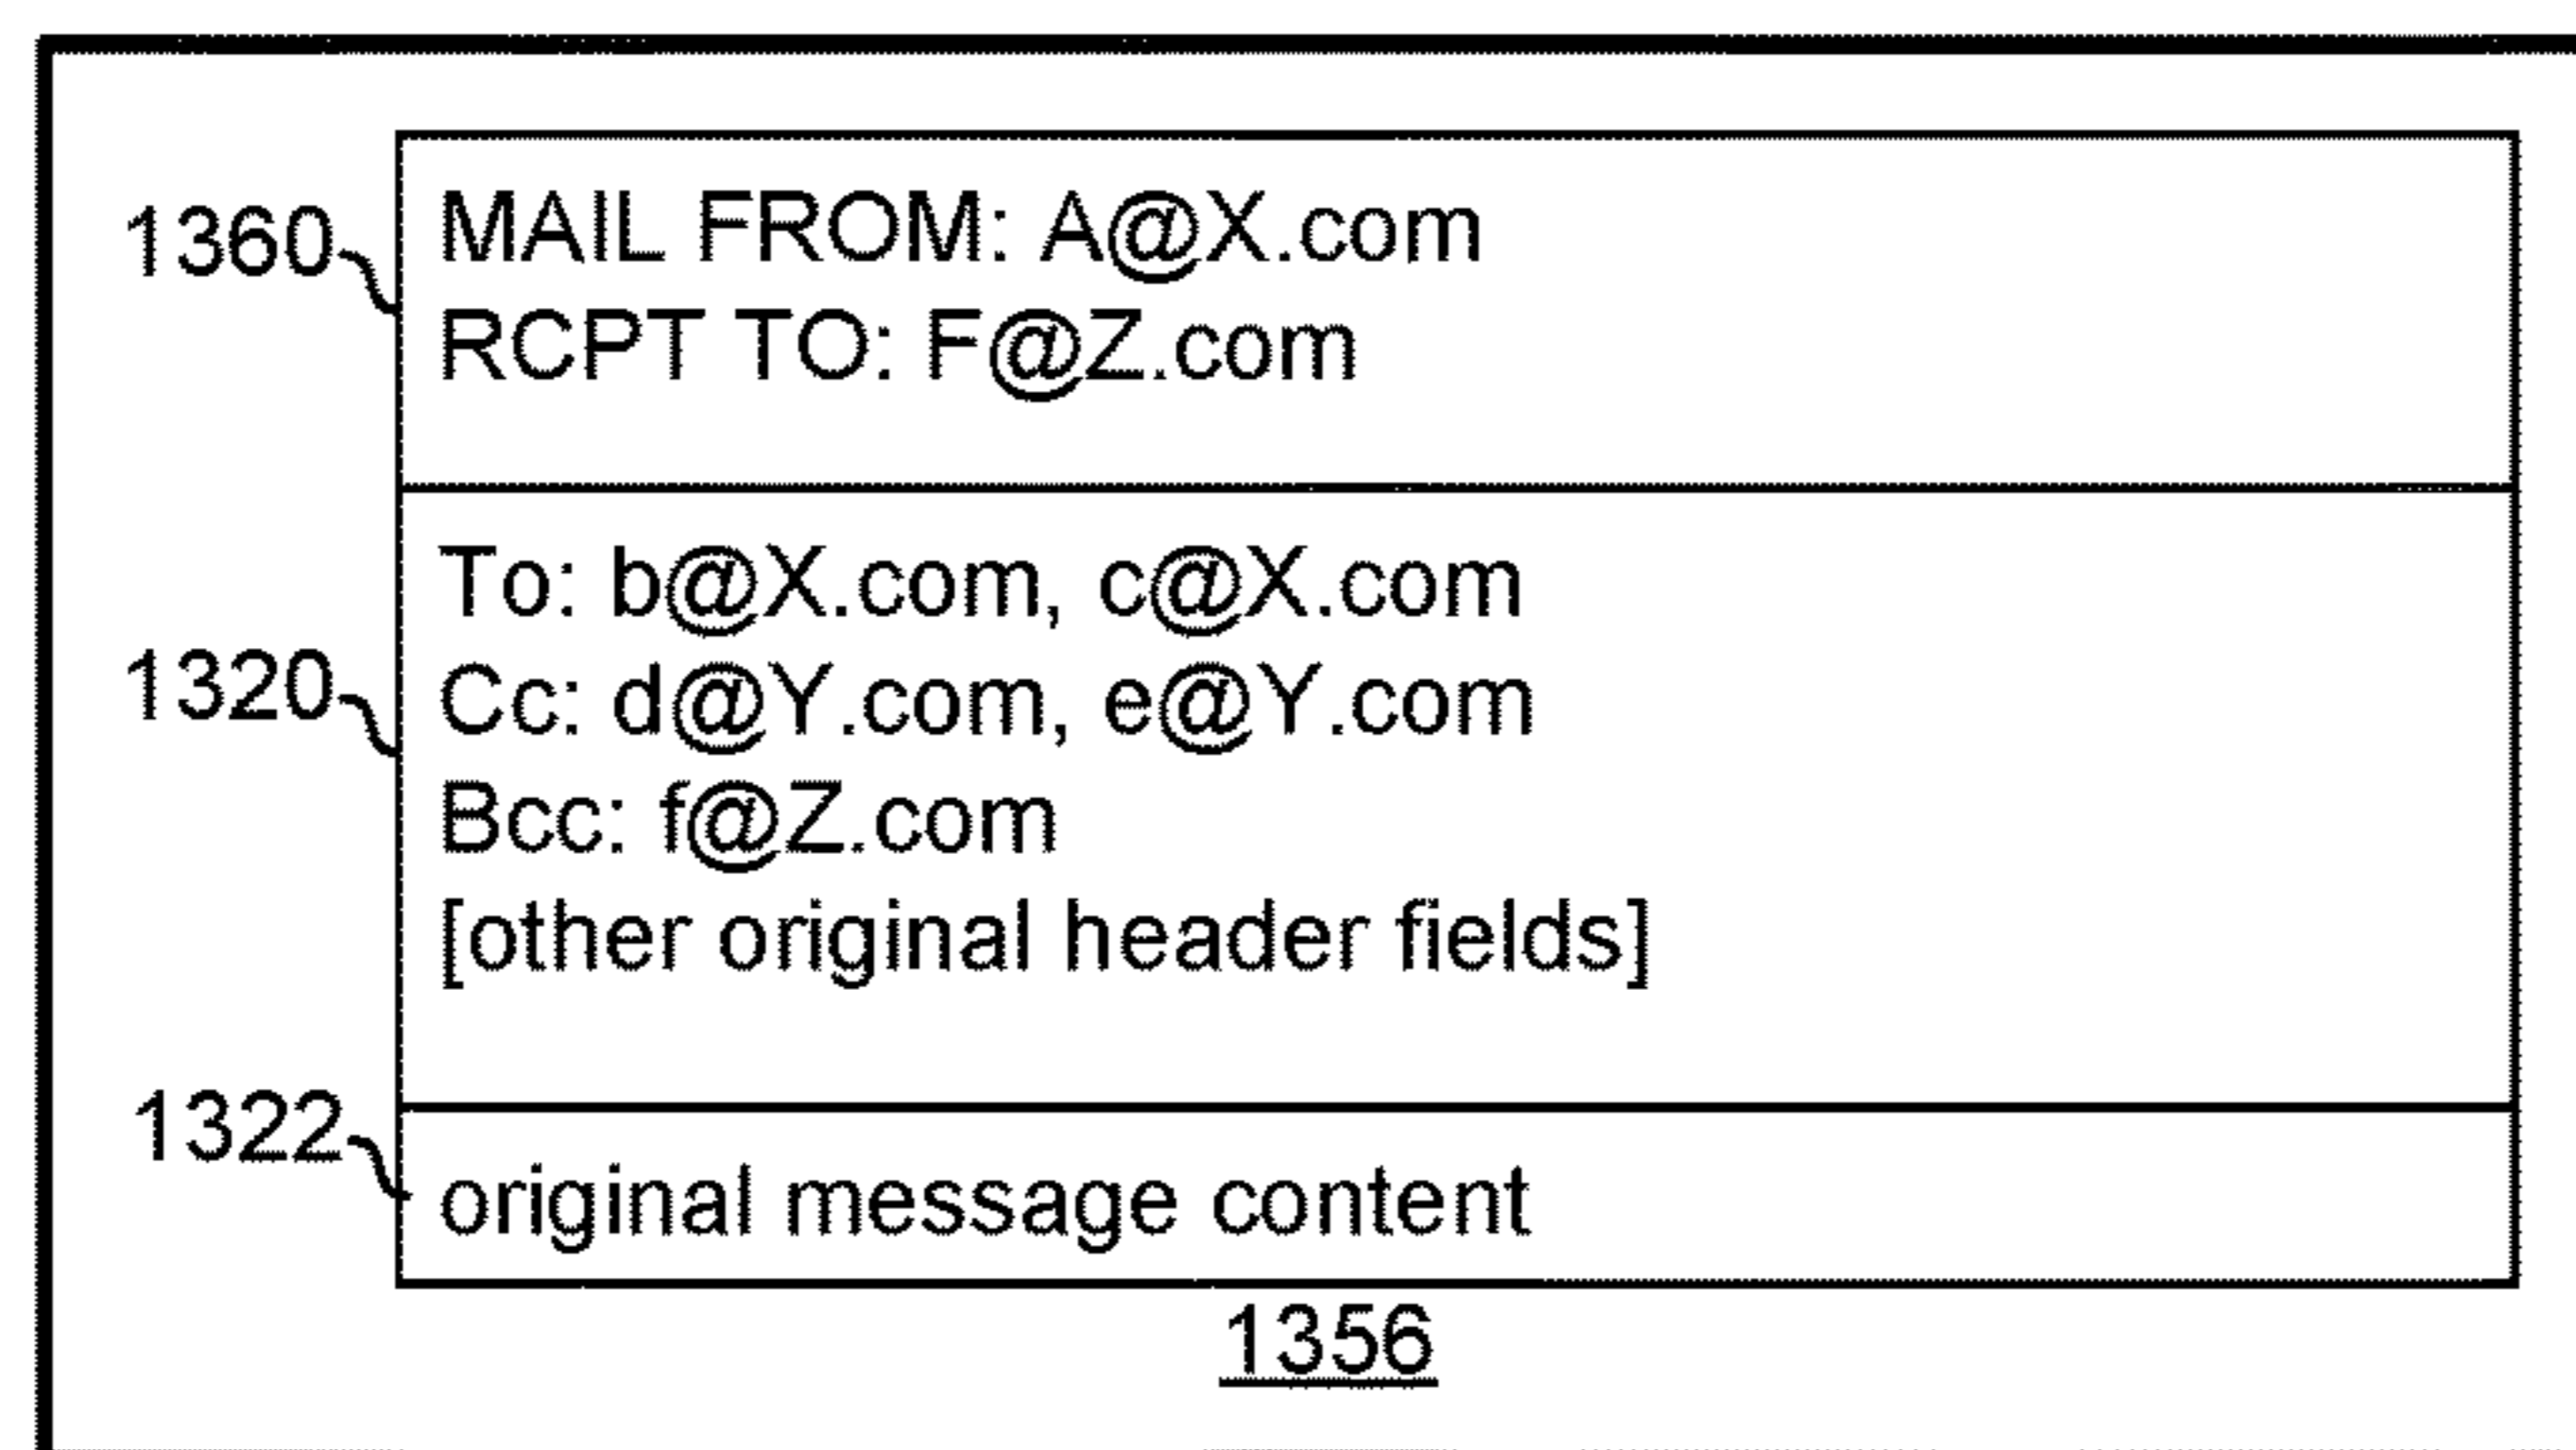 1360
MAIL FROM: A@X.com
RCPT TO: F@Z.com
1320
To: b@X.com, c@X.com
Cc: d@Y.com, e@Y.com
Bcc: f@Z.com
[other original header fields]
1322
original message content
1356